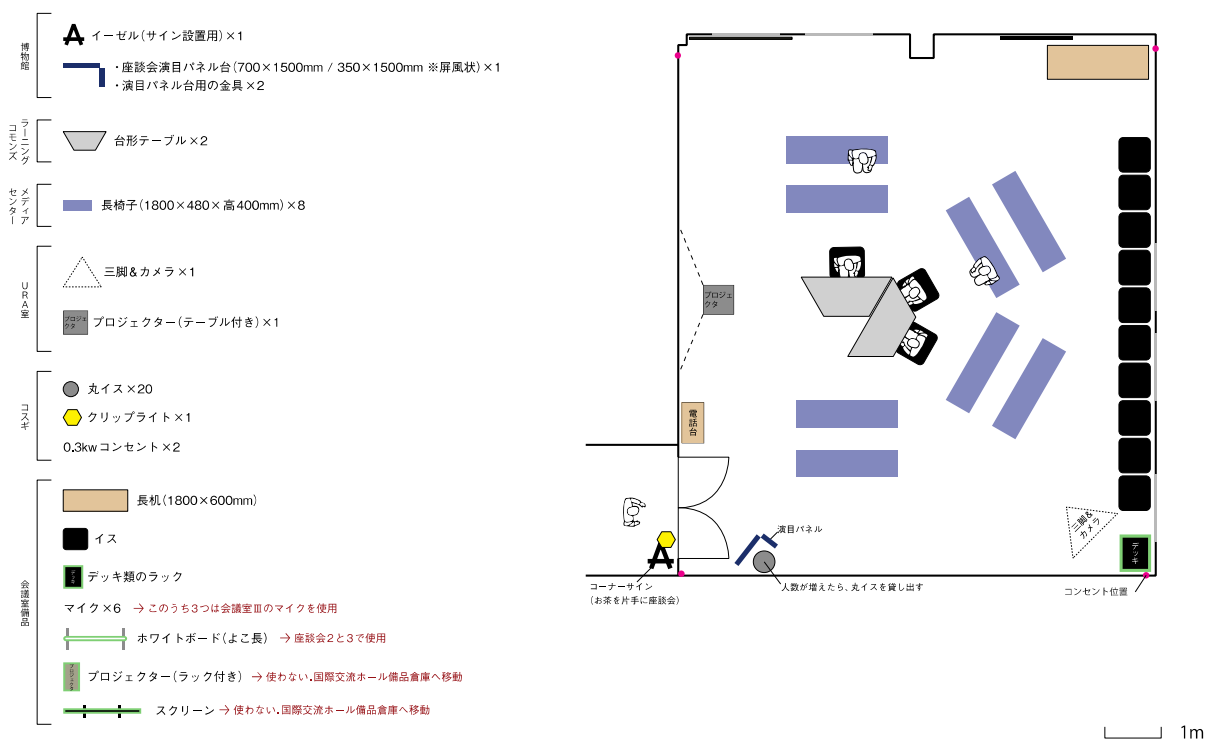 博物館
イーゼル(サイン設置用)×1
・座談会演目パネル台(700×1500mm / 350×1500mm ※屏風状)×1
・演目パネル台用の金具×2
ラーニング
コモンズ
台形テーブル×2
メディア
センター
長椅子(1800×480×高400mm)×8
URA室
三脚&カメラ×1
プロジェ
クタ
プロジェクター(テーブル付き)×1
コスギ
丸イス×20
クリップライト×1
0.3kwコンセント×2
会議室備品
長机(1800×600mm)
イス
デッキ
デッキ類のラック
マイク×6 →このうち3つは会議室Ⅲのマイクを使用
ホワイトボード(よこ長) →座談会2と3で使用
プロジェクタ
プロジェクター(ラック付き) →使わない.国際交流ホール備品倉庫へ移動
スクリーン →使わない.国際交流ホール備品倉庫へ移動
プロジェ
クタ
電話台
演目パネル
コーナーサイン
(お茶を片手に座談会)
人数が増えたら、丸イスを貸し出す
三脚&
カメラ
デッキ
コンセント位置
1m